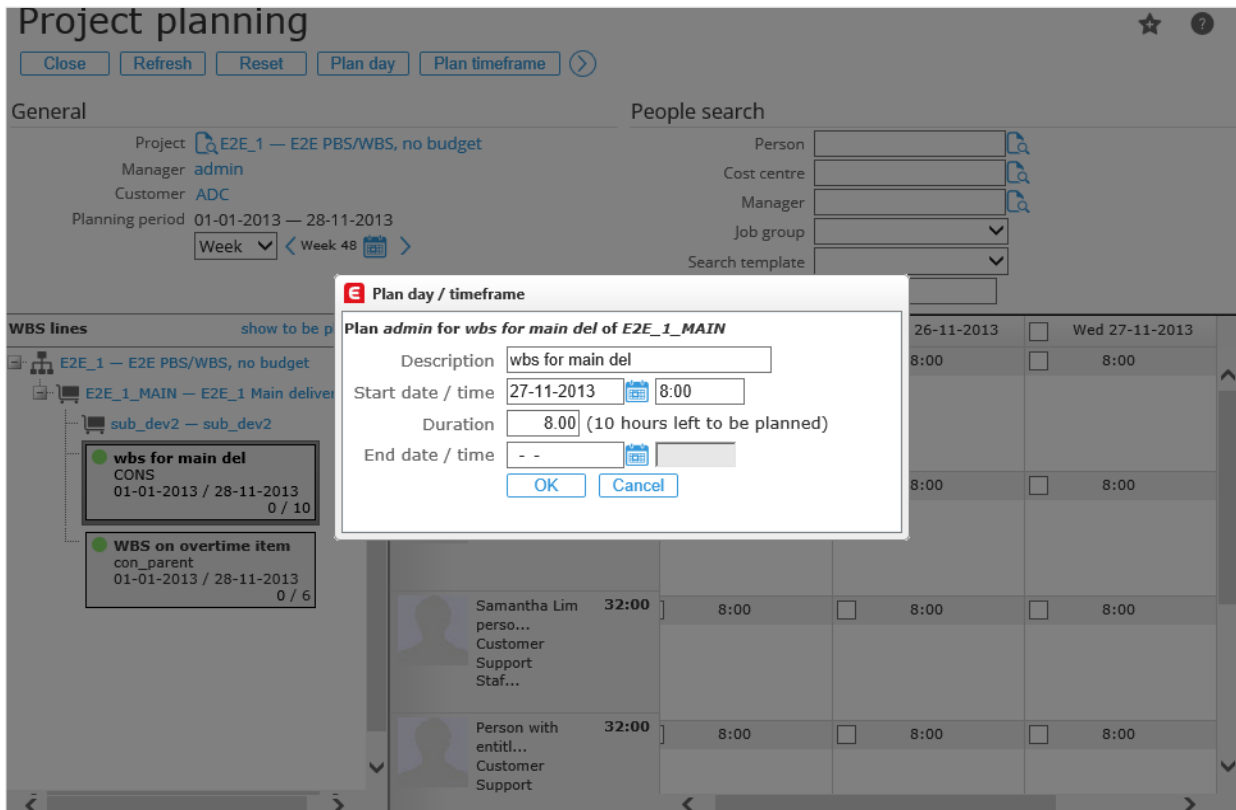 Project planning
Close Refresh Reset Plan day Plan timeframe
General
Project E2E_1 — E2E PBS/WBS, no budget
Manager admin
Customer ADC
Planning period 01-01-2013 — 28-11-2013
Week Week 48
People search
Person
Cost centre
Manager
Job group
Search template
WBS lines show to be p
E2E_1 — E2E PBS/WBS, no budget
E2E_1_MAIN — E2E_1 Main deliver
sub_dev2 — sub_dev2
wbs for main del
CONS
01-01-2013 / 28-11-2013
0 / 10
WBS on overtime item
con_parent
01-01-2013 / 28-11-2013
0 / 6
Plan day / timeframe
Plan admin for wbs for main del of E2E_1_MAIN
Description wbs for main del
Start date / time 27-11-2013 8:00
Duration 8.00 (10 hours left to be planned)
End date / time - -
OK Cancel
26-11-2013 Wed 27-11-2013
8:00 8:00
8:00 8:00
Samantha Lim 32:00 8:00 8:00 8:00
perso...
Customer
Support
Staf...
Person with 32:00 8:00 8:00 8:00
entitl...
Customer
Support